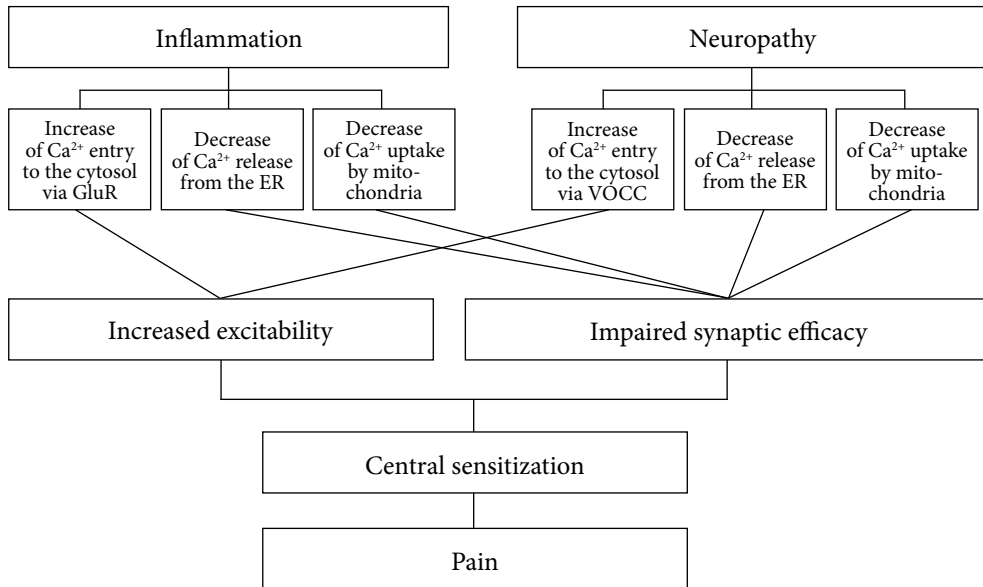 Inflammation
Neuropathy
Increase
of Ca²⁺ entry
to the cytosol
via GluR
Decrease
of Ca²⁺ release
from the ER
Decrease
of Ca²⁺ uptake
by mito-
chondria
Increase
of Ca²⁺ entry
to the cytosol
via VOCC
Decrease
of Ca²⁺ release
from the ER
Decrease
of Ca²⁺ uptake
by mito-
chondria
Increased excitability
Impaired synaptic efficacy
Central sensitization
Pain